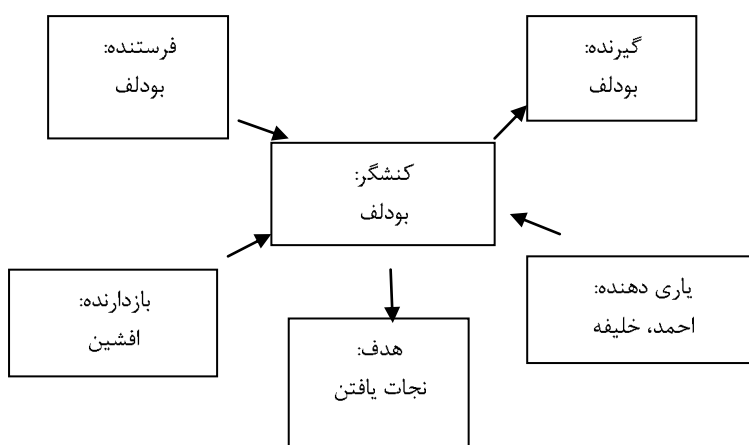 گیرنده:
بودلف
فرستنده:
بودلف
کنشگر:
بودلف
یاری دهنده:
احمد، خلیفه
بازدارنده:
افشین
هدف:
نجات یافتن